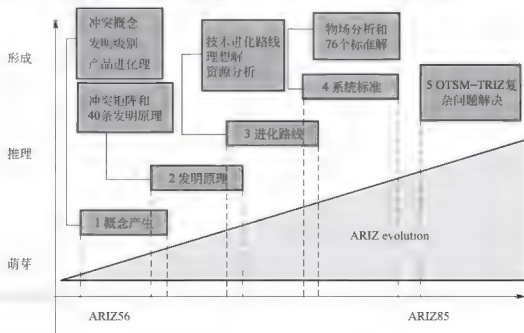 冲突概念
发明级别
产品进化理
技术进化路线
理想解
资源分析
物场分析和
76个标准解
形成
冲突矩阵和
40条发明原理
4 系统标准
5 OTSM-TRIZ复
杂问题解决
3 进化路线
推理
2 发明原理
1 概念产生
ARIZ evolution
萌芽
ARIZ56
ARIZ85